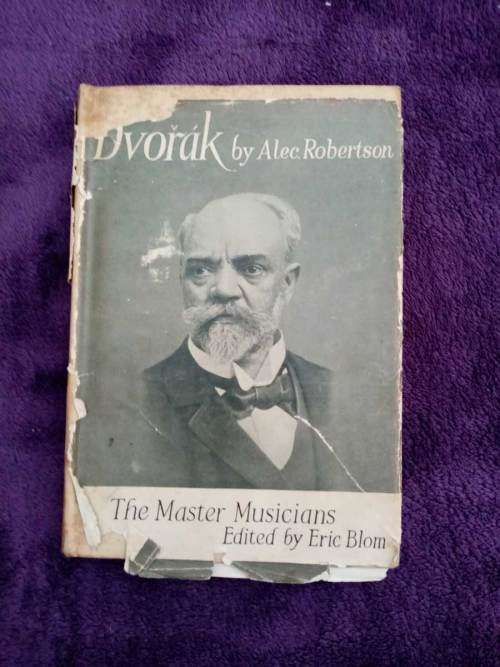 Dvořák by Alec Robertson
The Master Musicians
Edited by Eric Blom